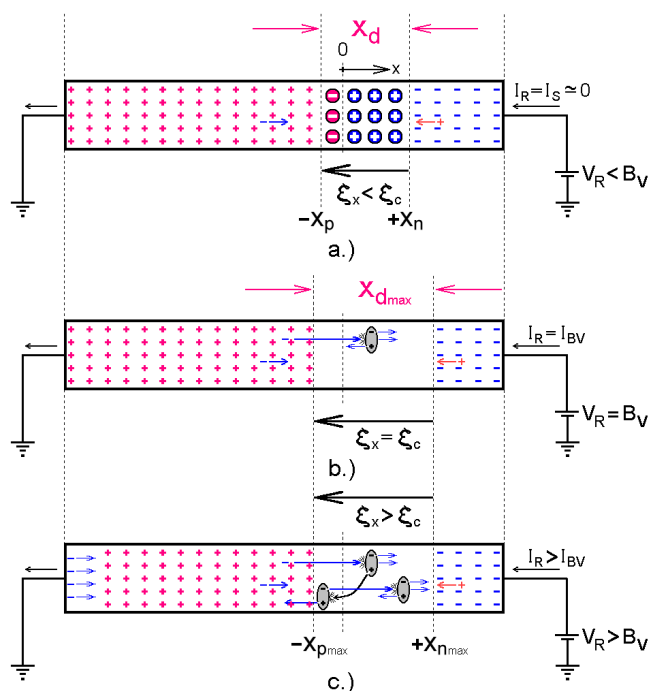 x_d
0
x
I_R=I_S≃0
V_R<B_V
ξ_x<ξ_c
-x_p +x_n
a.)
x_dmax
I_R=I_BV
V_R=B_V
ξ_x=ξ_c
b.)
ξ_x>ξ_c
I_R>I_BV
-x_pmax +x_nmax
V_R>B_V
c.)